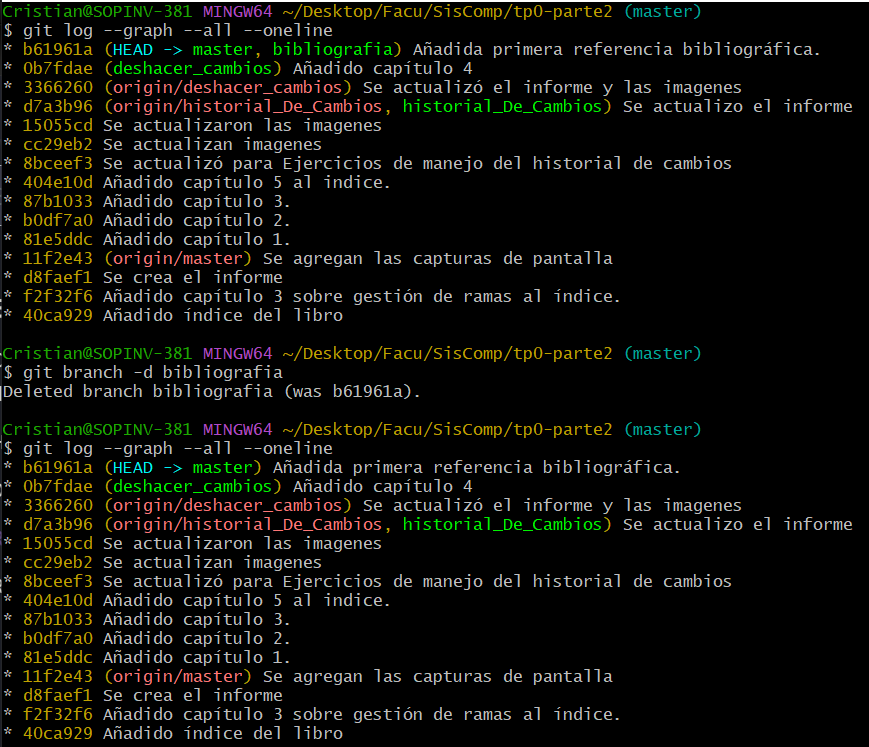 Cristian@SOPINV-381 MINGW64 ~/Desktop/Facu/SisComp/tp0-parte2 (master)
$ git log --graph --all --oneline
* b61961a (HEAD -> master, bibliografia) Añadida primera referencia bibliográfica.
* 0b7fdae (deshacer_cambios) Añadido capítulo 4
* 3366260 (origin/deshacer_cambios) Se actualizó el informe y las imagenes
* d7a3b96 (origin/historial_De_Cambios, historial_De_Cambios) Se actualizo el informe
* 15055cd Se actualizaron las imagenes
* cc29eb2 Se actualizan imagenes
* 8bceef3 Se actualizó para Ejercicios de manejo del historial de cambios
* 404e10d Añadido capítulo 5 al indice.
* 87b1033 Añadido capítulo 3.
* b0df7a0 Añadido capítulo 2.
* 81e5ddc Añadido capítulo 1.
* 11f2e43 (origin/master) Se agregan las capturas de pantalla
* d8faef1 Se crea el informe
* f2f32f6 Añadido capítulo 3 sobre gestión de ramas al índice.
* 40ca929 Añadido índice del libro
Cristian@SOPINV-381 MINGW64 ~/Desktop/Facu/SisComp/tp0-parte2 (master)
$ git branch -d bibliografia
Deleted branch bibliografia (was b61961a).
Cristian@SOPINV-381 MINGW64 ~/Desktop/Facu/SisComp/tp0-parte2 (master)
$ git log --graph --all --oneline
* b61961a (HEAD -> master) Añadida primera referencia bibliográfica.
* 0b7fdae (deshacer_cambios) Añadido capítulo 4
* 3366260 (origin/deshacer_cambios) Se actualizó el informe y las imagenes
* d7a3b96 (origin/historial_De_Cambios, historial_De_Cambios) Se actualizo el informe
* 15055cd Se actualizaron las imagenes
* cc29eb2 Se actualizan imagenes
* 8bceef3 Se actualizó para Ejercicios de manejo del historial de cambios
* 404e10d Añadido capítulo 5 al indice.
* 87b1033 Añadido capítulo 3.
* b0df7a0 Añadido capítulo 2.
* 81e5ddc Añadido capítulo 1.
* 11f2e43 (origin/master) Se agregan las capturas de pantalla
* d8faef1 Se crea el informe
* f2f32f6 Añadido capítulo 3 sobre gestión de ramas al índice.
* 40ca929 Añadido índice del libro